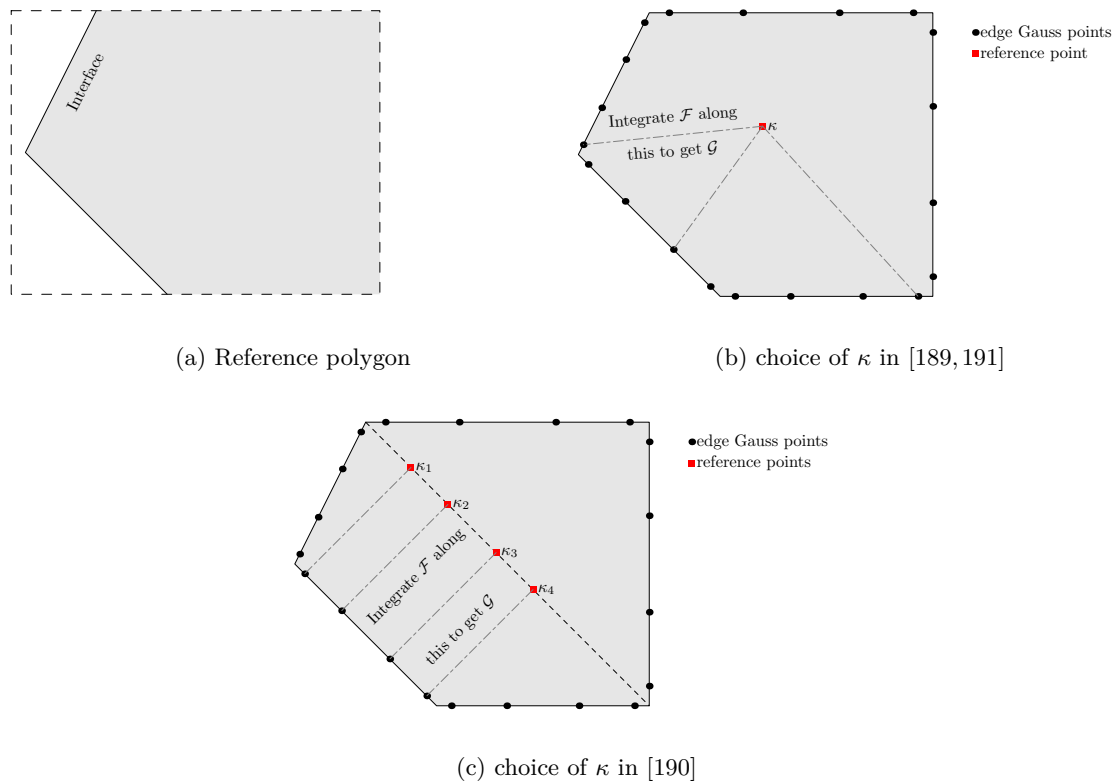 Interface
(a) Reference polygon
Integrate ℱ along
this to get 𝒢
κ
edge Gauss points
reference point
(b) choice of κ in [189, 191]
κ₁
κ₂
κ₃
κ₄
Integrate ℱ along
this to get 𝒢
edge Gauss points
reference points
(c) choice of κ in [190]